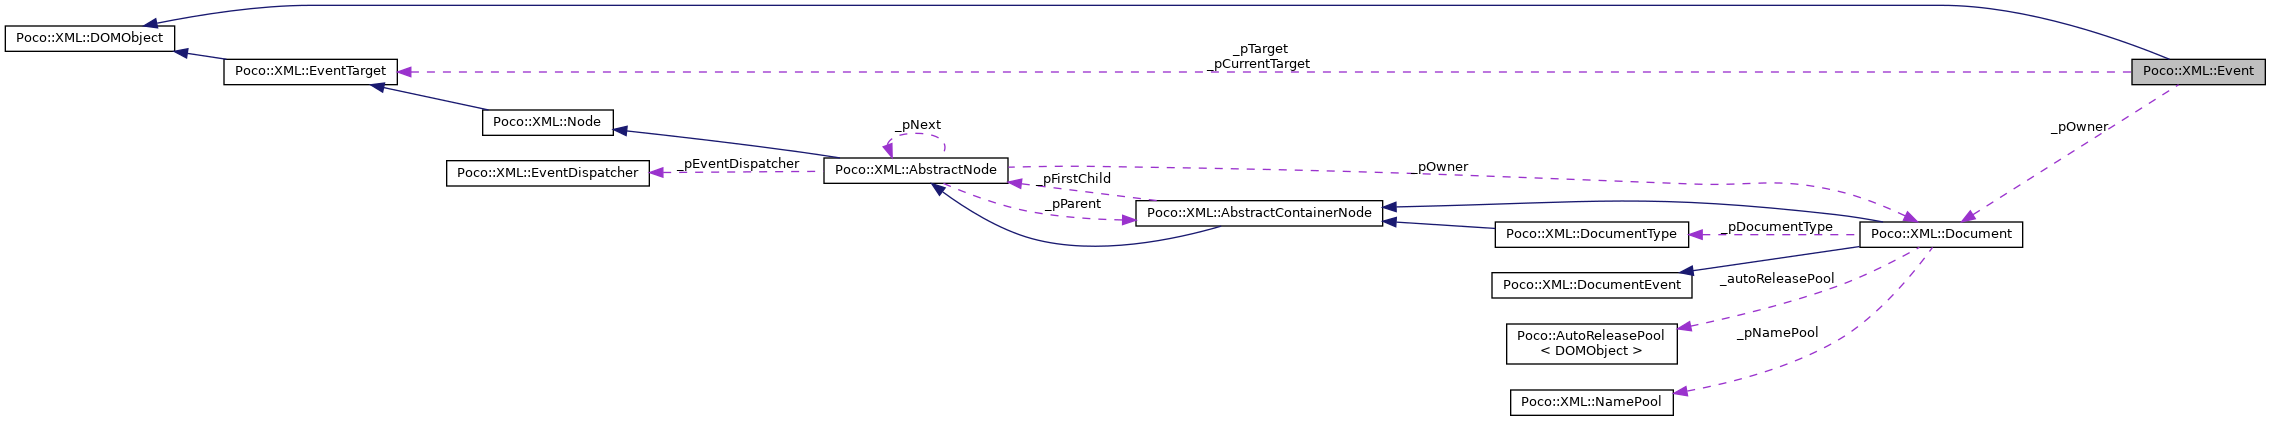 Poco::XML::DOMObject
_pTarget
_pCurrentTarget
Poco::XML::EventTarget
Poco::XML::Event
Poco::XML::Node
_pNext
_pOwner
_pEventDispatcher
Poco::XML::EventDispatcher
Poco::XML::AbstractNode
_pOwner
_pFirstChild
_pParent
Poco::XML::AbstractContainerNode
Poco::XML::DocumentType
_pDocumentType
Poco::XML::Document
Poco::XML::DocumentEvent
_autoReleasePool
Poco::AutoReleasePool
< DOMObject >
_pNamePool
Poco::XML::NamePool